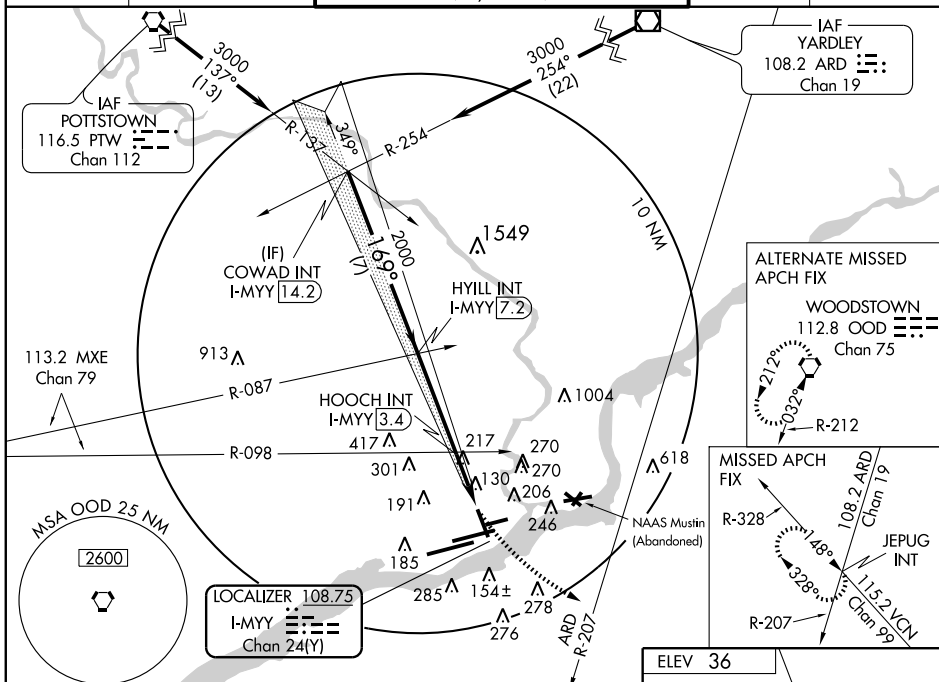 IAF
POTTSTOWN
116.5 PTW
Chan 112
3000
137°
(13)
R-137
3000
254°
(22)
R-254
IAF
YARDLEY
108.2 ARD
Chan 19
349°
10 NM
1549
2000
169°
(7)
(IF)
COWAD INT
I-MYY 14.2
HYILL INT
I-MYY 7.2
ALTERNATE MISSED
APCH FIX
WOODSTOWN
112.8 OOD
Chan 75
212°
032°
R-212
913
113.2 MXE
Chan 79
R-087
HOOCH INT
I-MYY 3.4
1004
R-098
417
217
270
270
301
130
618
191
206
246
NAAS Mustin
(Abandoned)
MISSED APCH
FIX
108.2 ARD
Chan 19
R-328
148°
JEPUG
INT
328°
R-207
115.2 VCN
Chan 99
MSA OOD 25 NM
2600
185
285
154±
278
276
ARD
R-207
LOCALIZER 108.75
I-MYY
Chan 24(Y)
ELEV 36